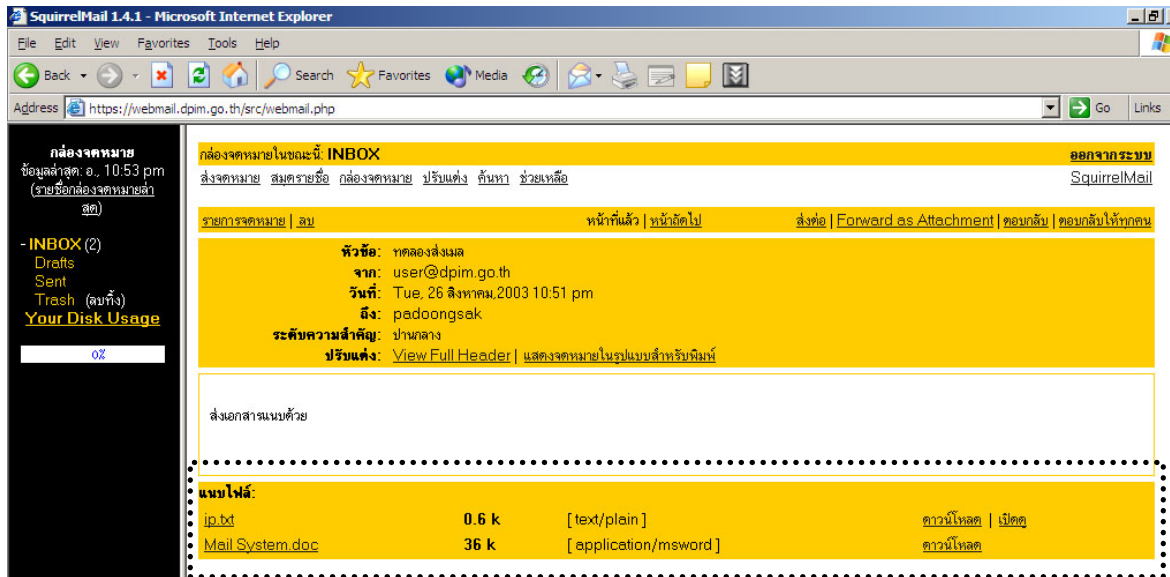 SquirrelMail 1.4.1 - Microsoft Internet Explorer
File Edit View Favorites Tools Help
Back Search Favorites Media
Address https://webmail.dpim.go.th/src/webmail.php Go Links
กล่องจดหมาย
ข้อมูลล่าสุด: อ., 10:53 pm
(รายชื่อกล่องจดหมายล่า
สุด)
- INBOX (2)
Drafts
Sent
Trash (ลบทิ้ง)
Your Disk Usage
0%
กล่องจดหมายในขณะนี้: INBOX ออกจากระบบ
ส่งจดหมาย สมุดรายชื่อ กล่องจดหมาย ปรับแต่ง ค้นหา ช่วยเหลือ SquirrelMail
รายการจดหมาย | ลบ หน้าที่แล้ว | หน้าถัดไป ส่งต่อ | Forward as Attachment | ตอบกลับ | ตอบกลับให้ทุกคน
หัวข้อ: ทดลองส่งเมล
จาก: user@dpim.go.th
วันที่: Tue, 26 สิงหาคม,2003 10:51 pm
ถึง: padoongsak
ระดับความสำคัญ: ปานกลาง
ปรับแต่ง: View Full Header | แสดงจดหมายในรูปแบบสำหรับพิมพ์
ส่งเอกสารแนบด้วย
แนบไฟล์:
ip.txt 0.6 k [ text/plain ] ดาวน์โหลด | เปิดดู
Mail System.doc 36 k [ application/msword ] ดาวน์โหลด